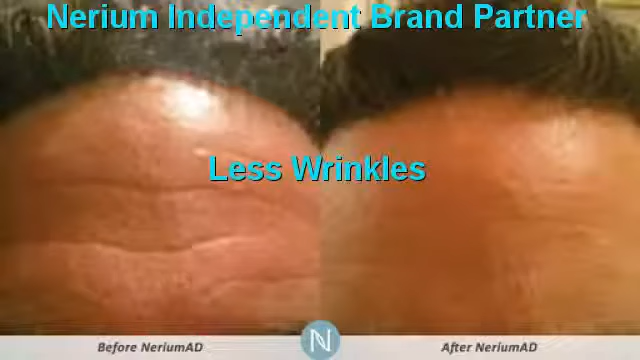 Nerium Independent Brand Partner
Less Wrinkles
Before NeriumAD
N
After NeriumAD